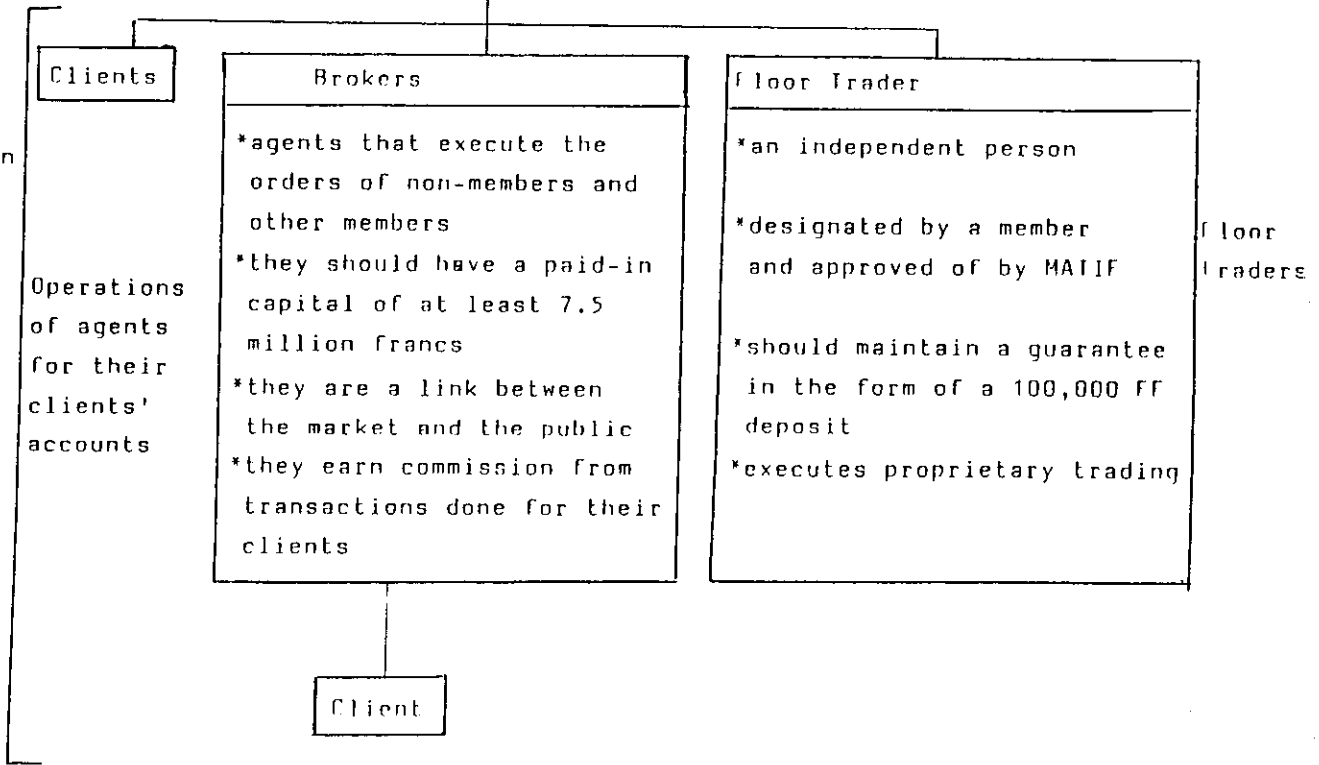 Clients
n
Operations
of agents
for their
clients'
accounts
Brokers
*agents that execute the
orders of non-members and
other members
*they should have a paid-in
capital of at least 7.5
million francs
*they are a link between
the market and the public
*they earn commission from
transactions done for their
clients
Client
Floor Trader
*an independent person
*designated by a member
and approved of by MATIF
*should maintain a guarantee
in the form of a 100,000 FF
deposit
*executes proprietary trading
Floor
traders